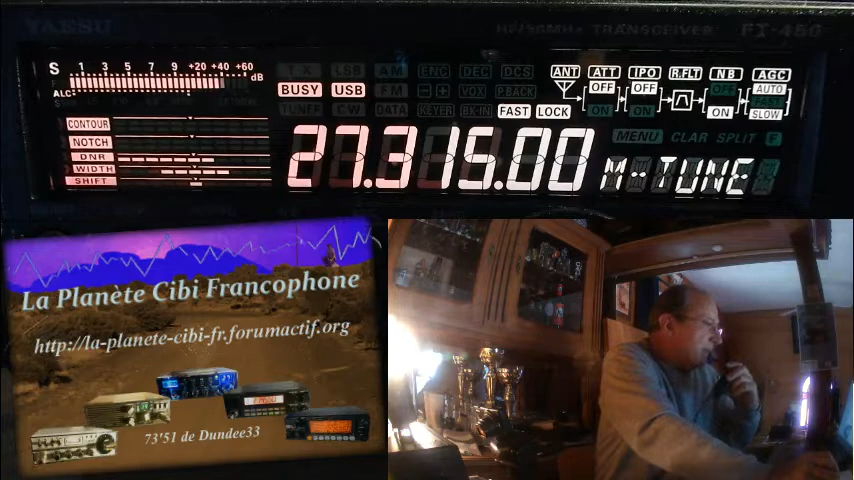 YAESU
HF/50MHz TRANSCEIVER FT-450
S 1 3 5 7 9 +20 +40 +60 dB
ALC
BUSY USB
TX LSB AM ENC DEC DCS
FM VOX P.BACK
TUNER CW DATA KEYER BK-IN FAST LOCK
ANT ATT IPO R.FLT NB AGC
OFF OFF OFF AUTO
ON ON ON FAST
SLOW
CONTOUR
NOTCH
DNR
WIDTH
SHIFT
27.315.00
MENU CLAR SPLIT F
M-TUNE
La Planète Cibi Francophone
http://la-planete-cibi-fr.forumactif.org
73'51 de Dundee33